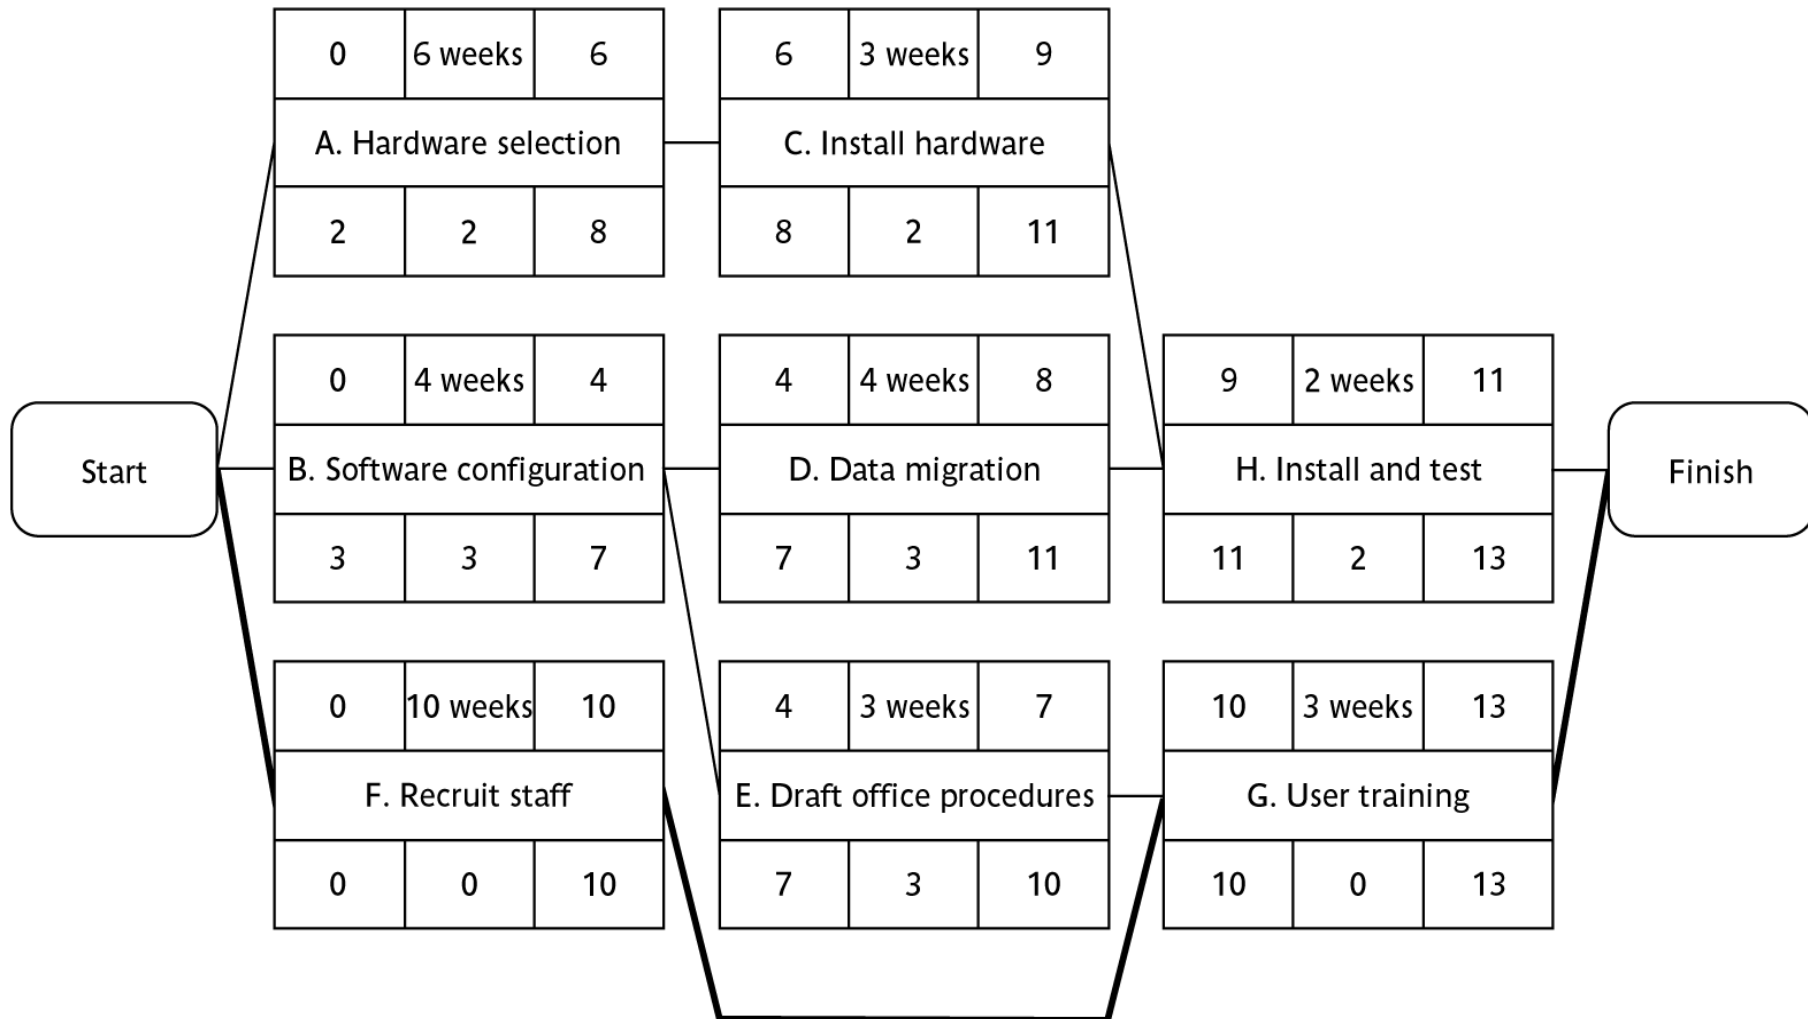 0 6 weeks 6
A. Hardware selection
2 2 8
6 3 weeks 9
C. Install hardware
8 2 11
Start
0 4 weeks 4
B. Software configuration
3 3 7
4 4 weeks 8
D. Data migration
7 3 11
9 2 weeks 11
H. Install and test
11 2 13
Finish
0 10 weeks 10
F. Recruit staff
0 0 10
4 3 weeks 7
E. Draft office procedures
7 3 10
10 3 weeks 13
G. User training
10 0 13